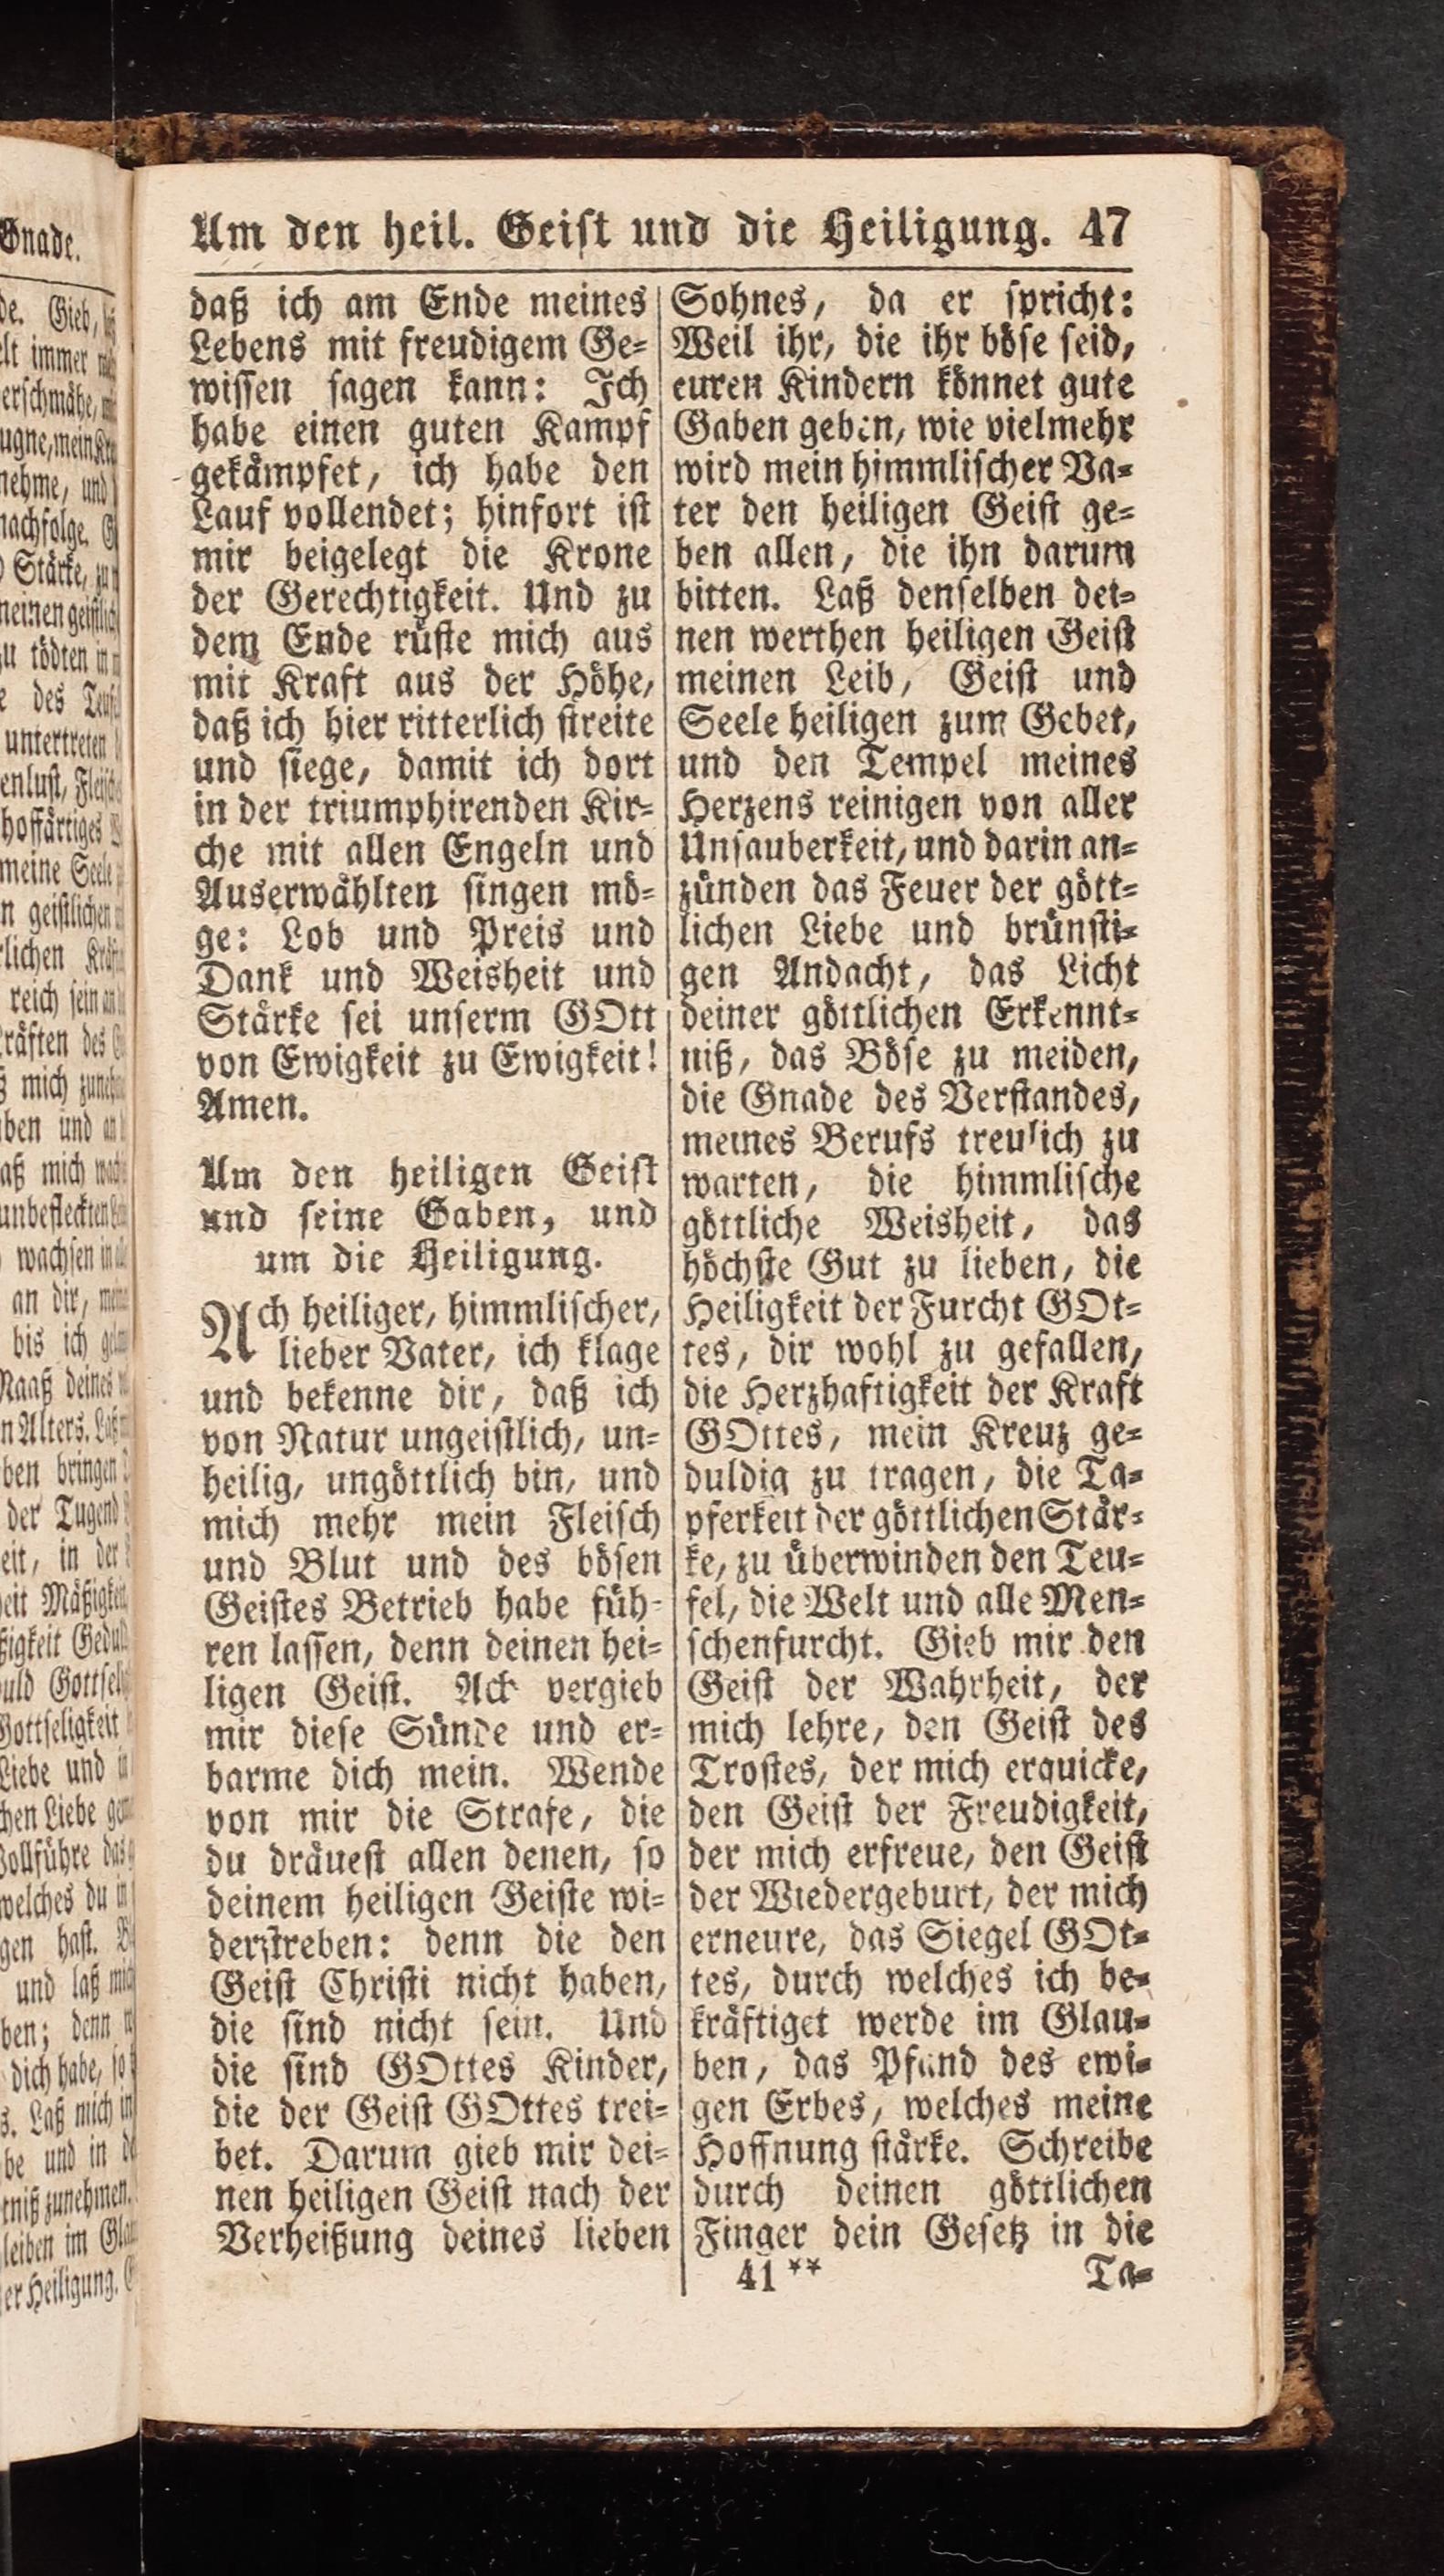 Um den heil. Geist und die Heiligung. 47
daß ich am Ende meines
Lebens mit freudigem Ge=
wissen sagen kann: Ich
habe einen guten Kampf
gekämpfet, ich habe den
Lauf vollendet; hinfort ist
mir beigelegt die Krone
der Gerechtigkeit. Und zu
dem Ende rüste mich aus
mit Kraft aus der Höhe,
daß ich hier ritterlich streite
und siege, damit ich dort
in der triumphirenden Kir=
che mit allen Engeln und
Auserwählten singen mö=
ge: Lob und Preis und
Dank und Weisheit und
Stärke sei unserm GOtt
von Ewigkeit zu Ewigkeit!
Amen.
Um den heiligen Geist
und seine Gaben, und
um die Heiligung.
Ach heiliger, himmlischer,
lieber Vater, ich klage
und bekenne dir, daß ich
von Natur ungeistlich, un=
heilig, ungöttlich bin, und
mich mehr mein Fleisch
und Blut und des bösen
Geistes Betrieb habe füh=
ren lassen, denn deinen hei=
ligen Geist. Ach vergieb
mir diese Sünde und er=
barme dich mein. Wende
von mir die Strafe, die
du dräuest allen denen, so
deinem heiligen Geiste wi=
derstreben: denn die den
Geist Christi nicht haben,
die sind nicht sein. Und
die sind GOttes Kinder,
die der Geist GOttes trei=
bet. Darum gieb mir dei=
nen heiligen Geist nach der
Verheißung deines lieben
Sohnes, da er spricht:
Weil ihr, die ihr böse seid,
euren Kindern könnet gute
Gaben geben, wie vielmehr
wird mein himmlischer Va=
ter den heiligen Geist ge=
ben allen, die ihn darum
bitten. Laß denselben dei=
nen werthen heiligen Geist
meinen Leib, Geist und
Seele heiligen zum Gebet,
und den Tempel meines
Herzens reinigen von aller
Unsauberkeit, und darin an=
zünden das Feuer der gött=
lichen Liebe und brünsti=
gen Andacht, das Licht
deiner göttlichen Erkennt=
niß, das Böse zu meiden,
die Gnade des Verstandes,
meines Berufs treulich zu
warten, die himmlische
göttliche Weisheit, das
höchste Gut zu lieben, die
Heiligkeit der Furcht GOt=
tes, dir wohl zu gefallen,
die Herzhaftigkeit der Kraft
GOttes, mein Kreuz ge=
duldig zu tragen, die Ta=
pferkeit der göttlichen Stär=
ke, zu überwinden den Teu=
fel, die Welt und alle Men=
schenfurcht. Gieb mir den
Geist der Wahrheit, der
mich lehre, den Geist des
Trostes, der mich erquicke,
den Geist der Freudigkeit,
der mich erfreue, den Geist
der Wiedergeburt, der mich
erneure, das Siegel GOt=
tes, durch welches ich be=
kräftiget werde im Glau=
ben, das Pfand des ewi=
gen Erbes, welches meine
Hoffnung stärke. Schreibe
durch deinen göttlichen
Finger dein Gesetz in die
41 ** Ta=